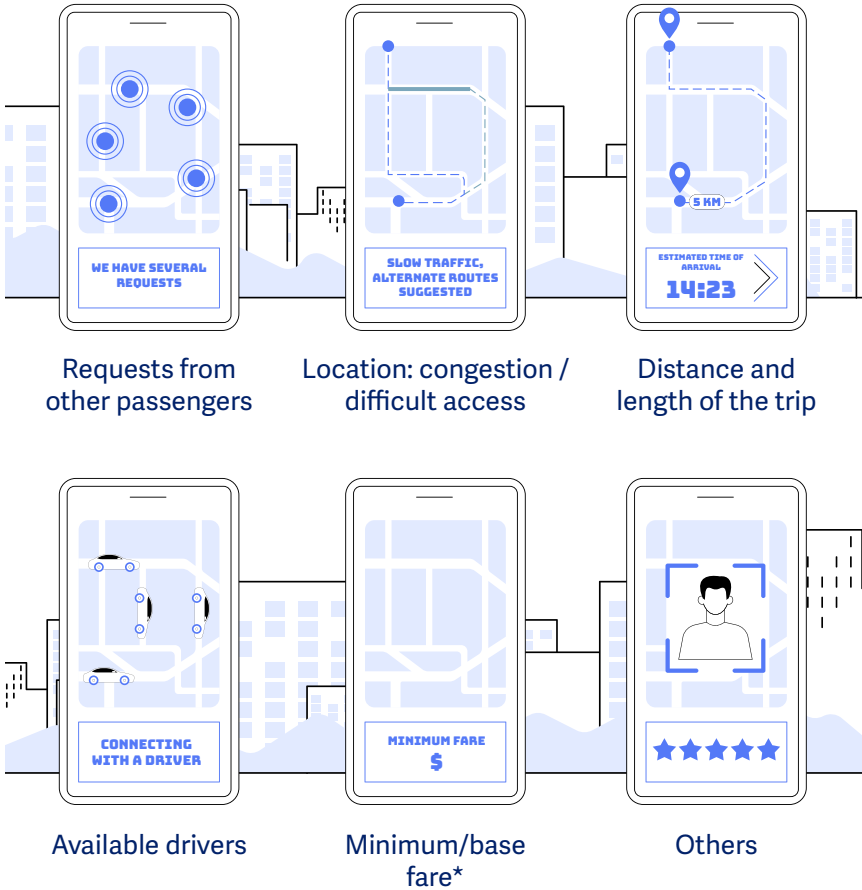 WE HAVE SEVERAL
REQUESTS
Requests from
other passengers
SLOW TRAFFIC,
ALTERNATE ROUTES
SUGGESTED
Location: congestion /
difficult access
5 KM
ESTIMATED TIME OF
ARRIVAL
14:23
Distance and
length of the trip
CONNECTING
WITH A DRIVER
Available drivers
MINIMUM FARE
$
Minimum/base
fare*
Others